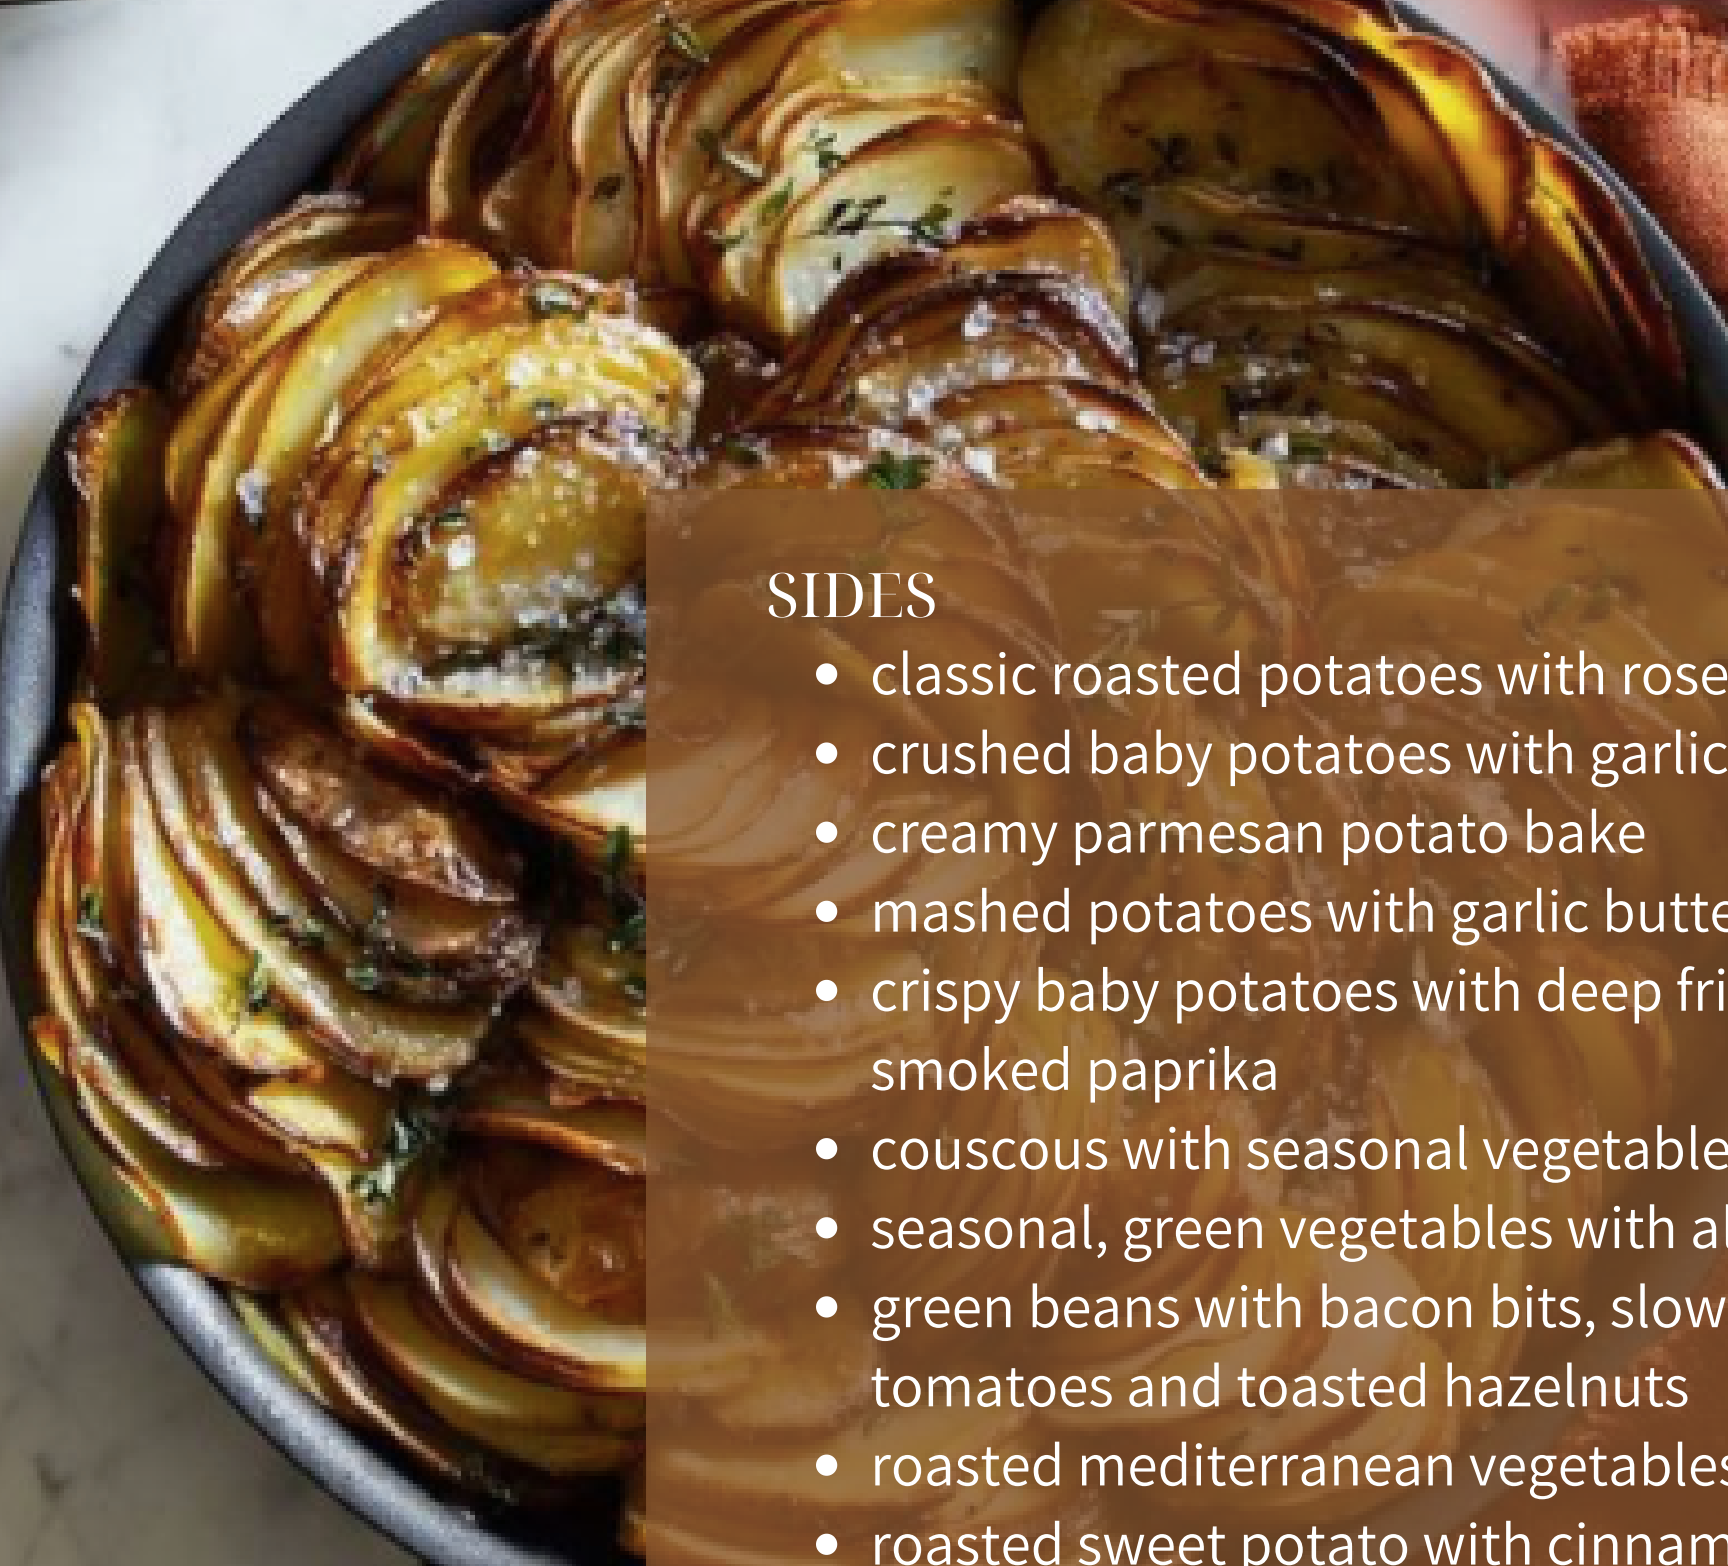 SIDES
• classic roasted potatoes with rose
• crushed baby potatoes with garlic
• creamy parmesan potato bake
• mashed potatoes with garlic butte
• crispy baby potatoes with deep fri
smoked paprika
• couscous with seasonal vegetable
• seasonal, green vegetables with al
• green beans with bacon bits, slow
tomatoes and toasted hazelnuts
• roasted mediterranean vegetables
• roasted sweet potato with cinnam